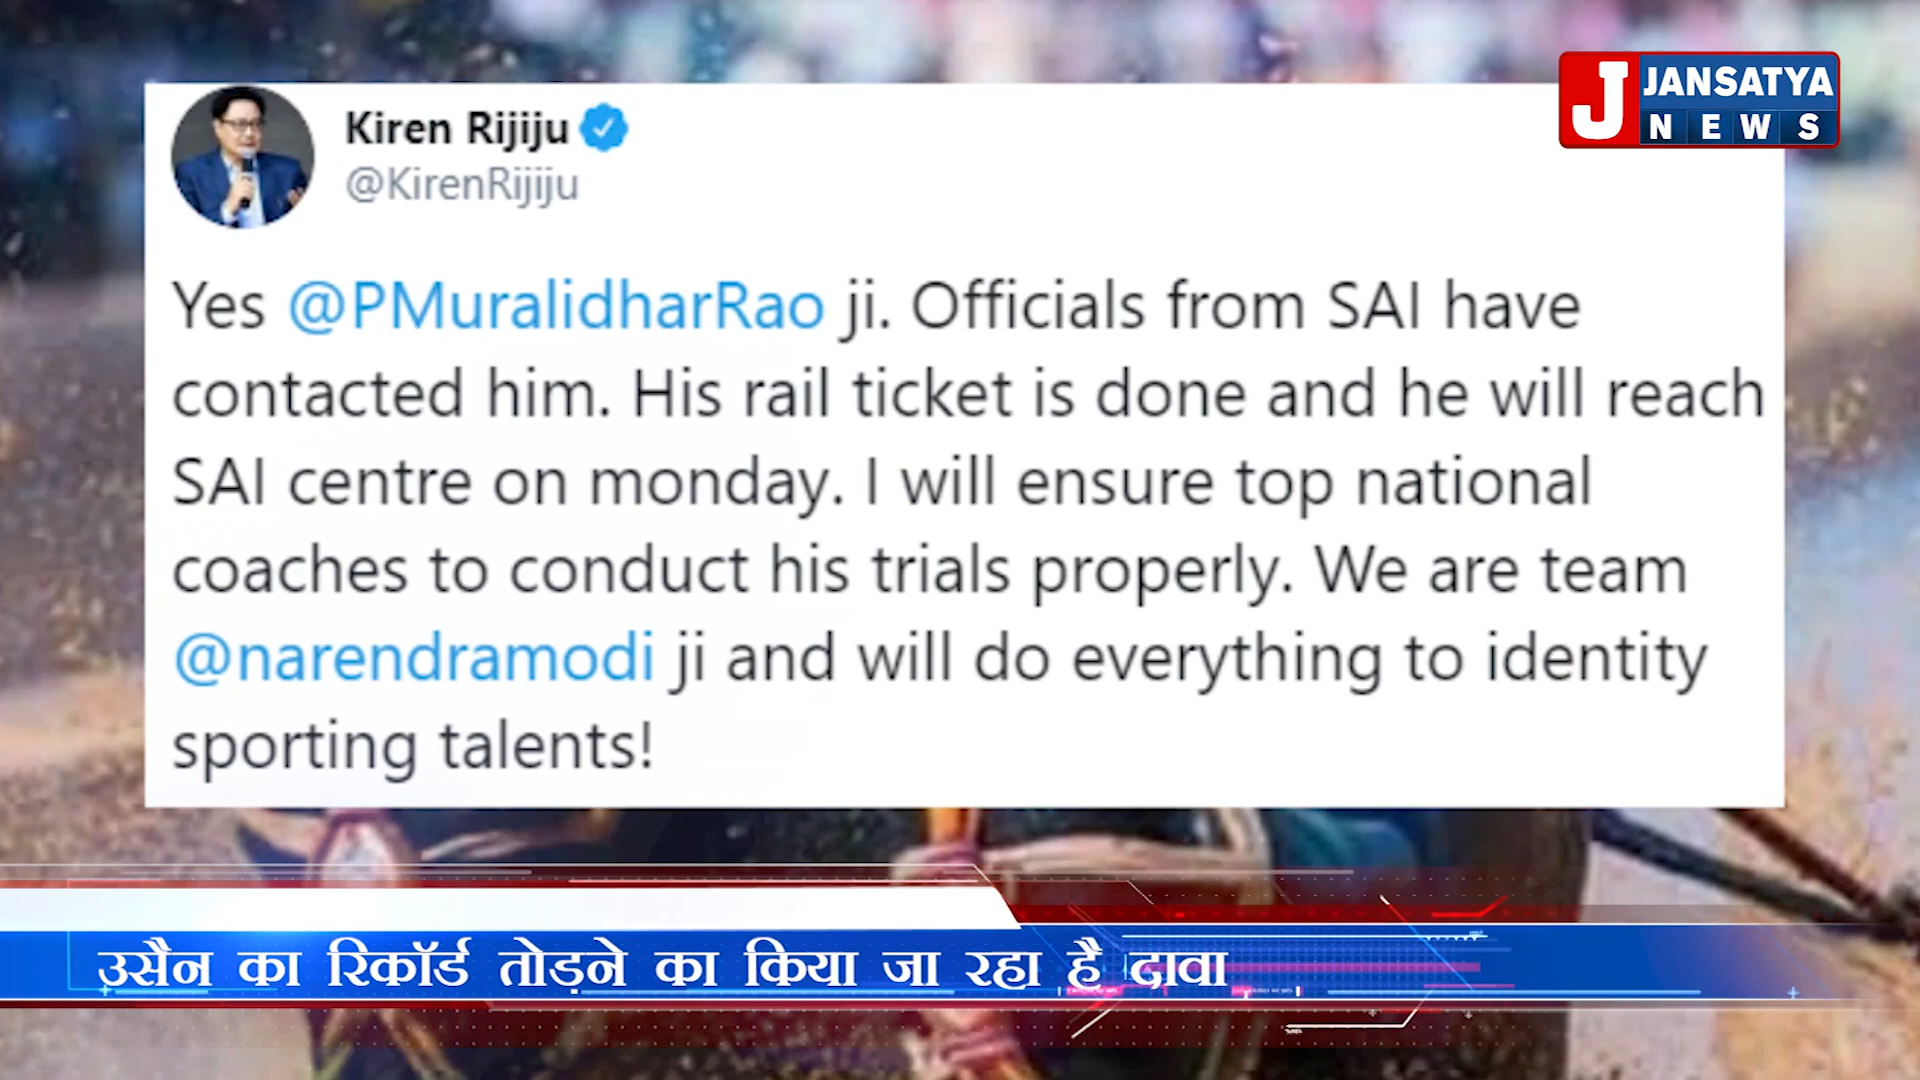 J JANSATYA
NEWS
Kiren Rijiju
@KirenRijiju
Yes @PMuralidharRao ji. Officials from SAI have
contacted him. His rail ticket is done and he will reach
SAI centre on monday. I will ensure top national
coaches to conduct his trials properly. We are team
@narendramodi ji and will do everything to identity
sporting talents!
उसैन का रिकॉर्ड तोड़ने का किया जा रहा है दावा